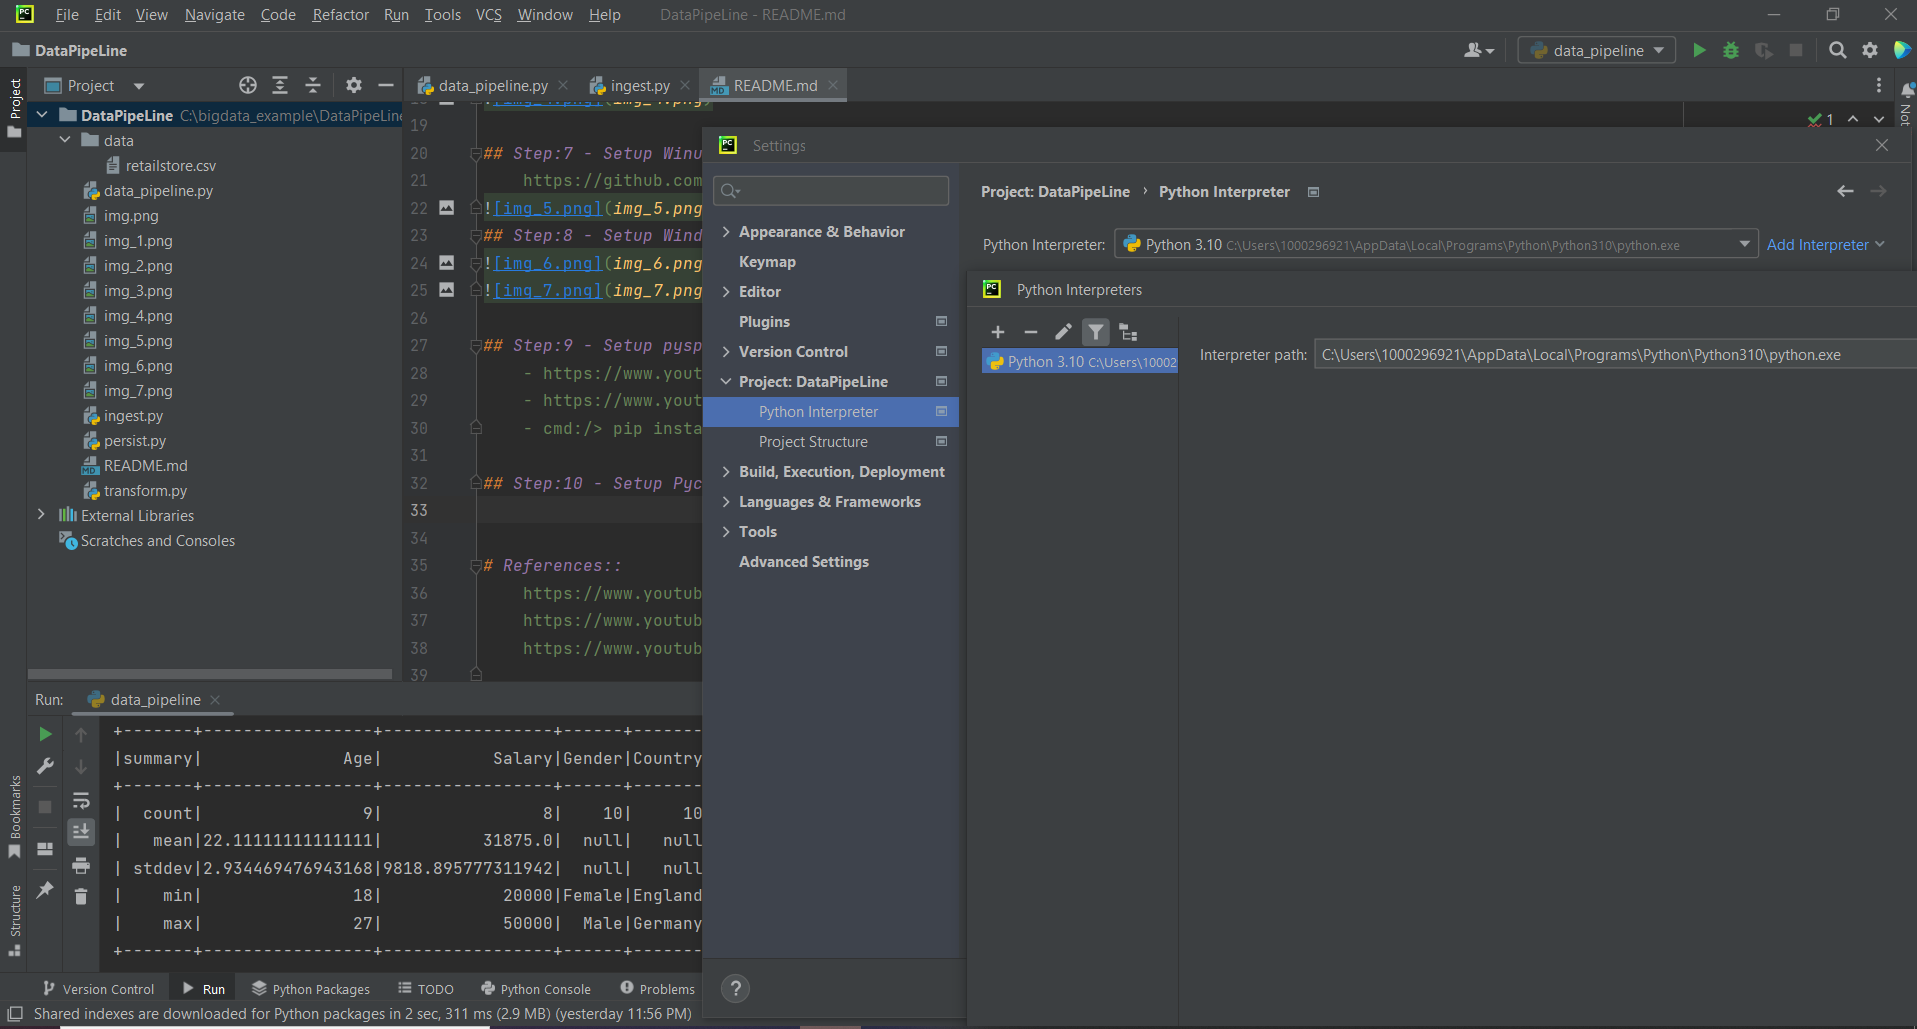 File Edit View Navigate Code Refactor Run Tools VCS Window Help DataPipeLine - README.md
DataPipeLine
data_pipeline
Project
data_pipeline.py
ingest.py
README.md
Project
DataPipeLine C:\bigdata_example\DataPipeLine
data
retailstore.csv
data_pipeline.py
img.png
img_1.png
img_2.png
img_3.png
img_4.png
img_5.png
img_6.png
img_7.png
ingest.py
persist.py
README.md
transform.py
External Libraries
Scratches and Consoles
19
20 ## Step:7 - Setup Winu
21 https://github.com
22 ![img_5.png](img_5.png
23 ## Step:8 - Setup Wind
24 ![img_6.png](img_6.png
25 ![img_7.png](img_7.png
26
27 ## Step:9 - Setup pysp
28 - https://www.yout
29 - https://www.yout
30 - cmd:/> pip insta
31
32 ## Step:10 - Setup Pyc
33
34
35 # References::
36 https://www.youtub
37 https://www.youtub
38 https://www.youtub
39
1
Not
Settings
Appearance & Behavior
Keymap
Editor
Plugins
Version Control
Project: DataPipeLine
Python Interpreter
Project Structure
Build, Execution, Deployment
Languages & Frameworks
Tools
Advanced Settings
?
Project: DataPipeLine › Python Interpreter
Python Interpreter: Python 3.10 C:\Users\1000296921\AppData\Local\Programs\Python\Python310\python.exe Add Interpreter
Python Interpreters
Python 3.10 C:\Users\10002
Interpreter path: C:\Users\1000296921\AppData\Local\Programs\Python\Python310\python.exe
Run: data_pipeline
+-------+-----------------+-----------------+------+-------
|summary| Age| Salary|Gender|Country
+-------+-----------------+-----------------+------+-------
| count| 9| 8| 10| 10
| mean|22.11111111111111| 31875.0| null| null
| stddev|2.934469476943168|9818.895777311942| null| null
| min| 18| 20000|Female|England
| max| 27| 50000| Male|Germany
+-------+-----------------+-----------------+------+-------
Bookmarks
Structure
Version Control Run Python Packages TODO Python Console Problems
Shared indexes are downloaded for Python packages in 2 sec, 311 ms (2.9 MB) (yesterday 11:56 PM)